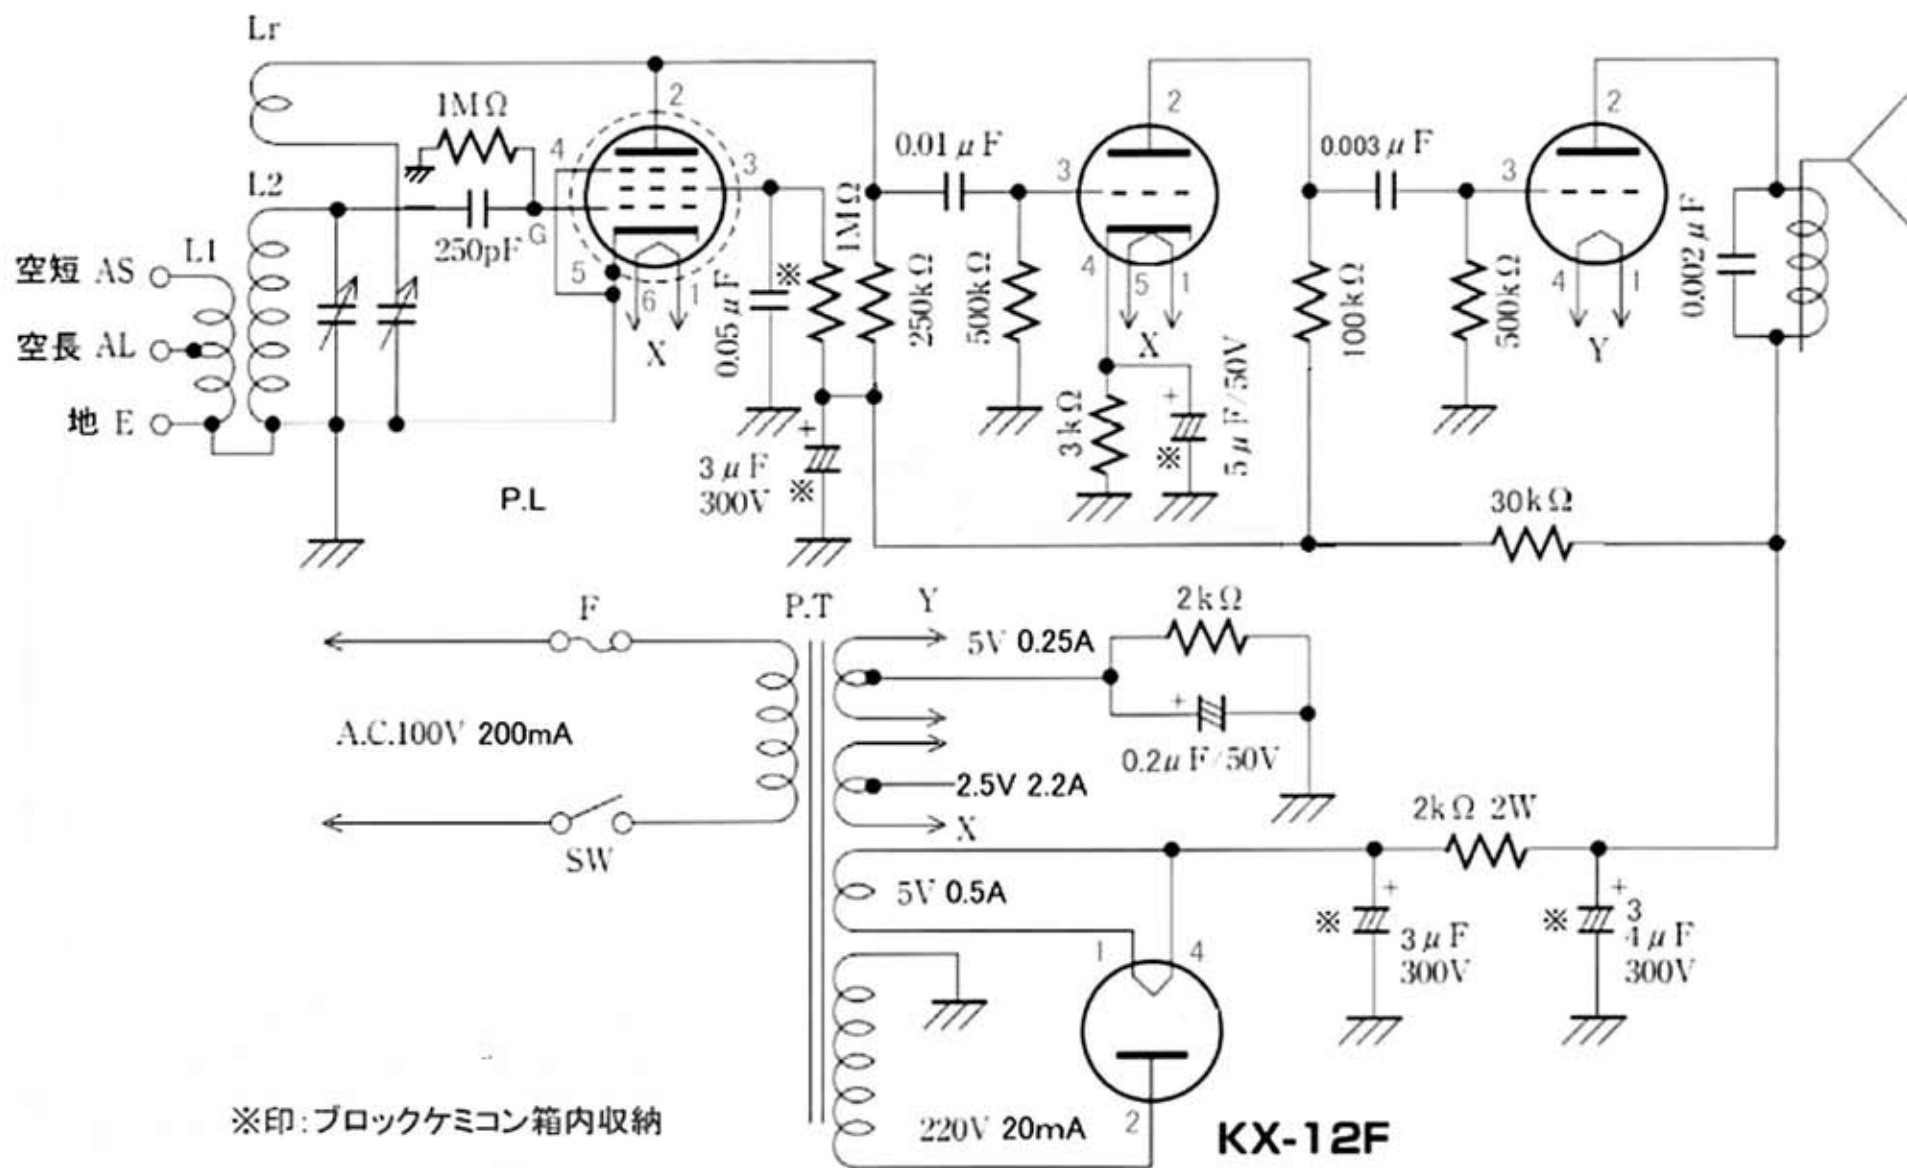 Lr
1MΩ
2
4
3
L2
1MΩ
250pF
G
L1
空短 AS
空長 AL
地 E
5
6
1
X
0.05μF
※
250kΩ
0.01μF
500kΩ
2
3
4
5
1
X
3kΩ
※
5μF/50V
0.003μF
100kΩ
500kΩ
2
3
4
1
Y
0.002μF
+
3μF
300V
※
+
P.L
30kΩ
F
P.T
Y
5V 0.25A
2kΩ
+
0.2μF/50V
A.C.100V 200mA
2.5V 2.2A
X
SW
5V 0.5A
2kΩ 2W
1
4
+
※
3μF
300V
+
※
3
4μF
300V
※印:ブロックケミコン箱内収納
220V 20mA
2
KX-12F